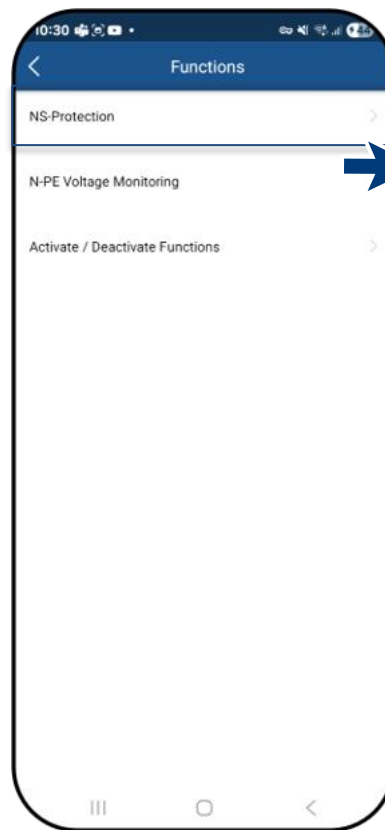 10:30
Functions
NS-Protection
N-PE Voltage Monitoring
Activate / Deactivate Functions